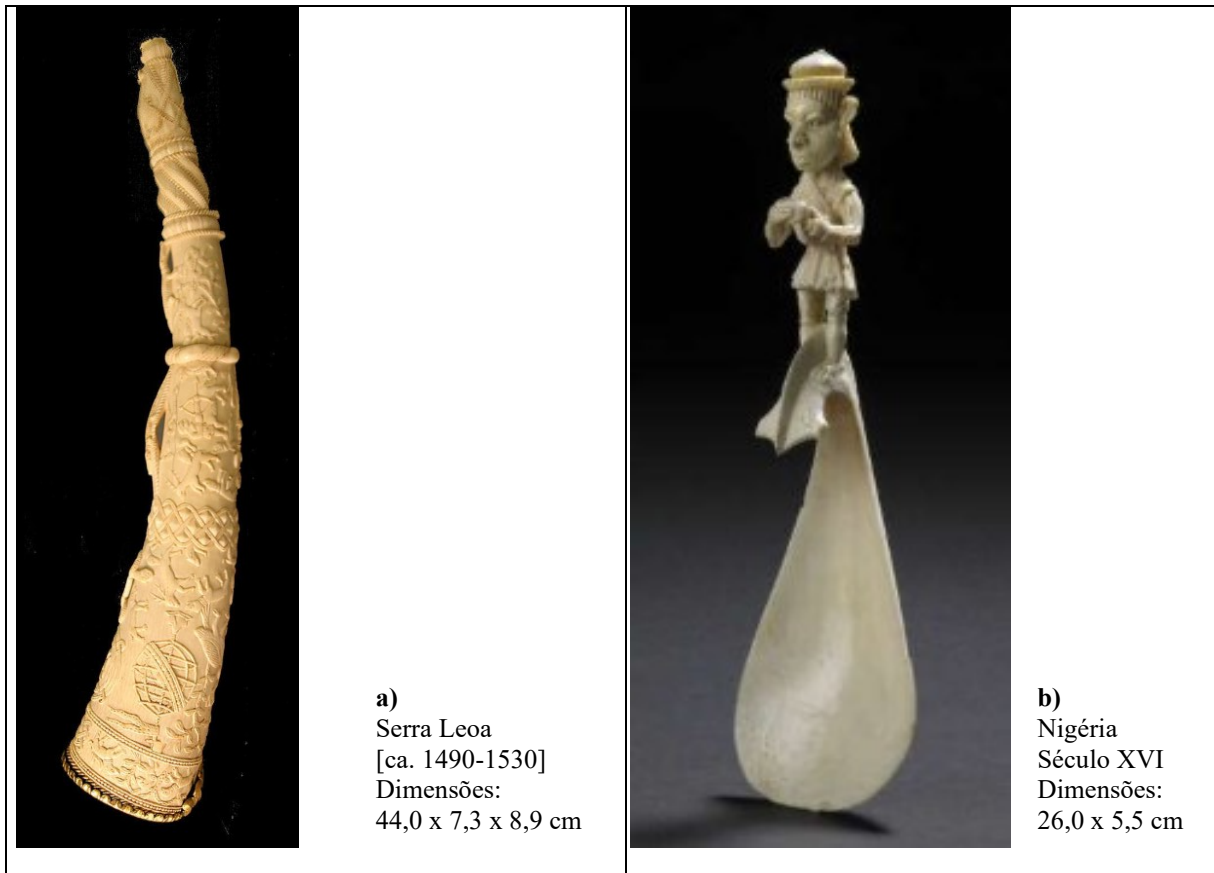 a)
Serra Leoa
[ca. 1490-1530]
Dimensões:
44,0 x 7,3 x 8,9 cm
b)
Nigéria
Século XVI
Dimensões:
26,0 x 5,5 cm